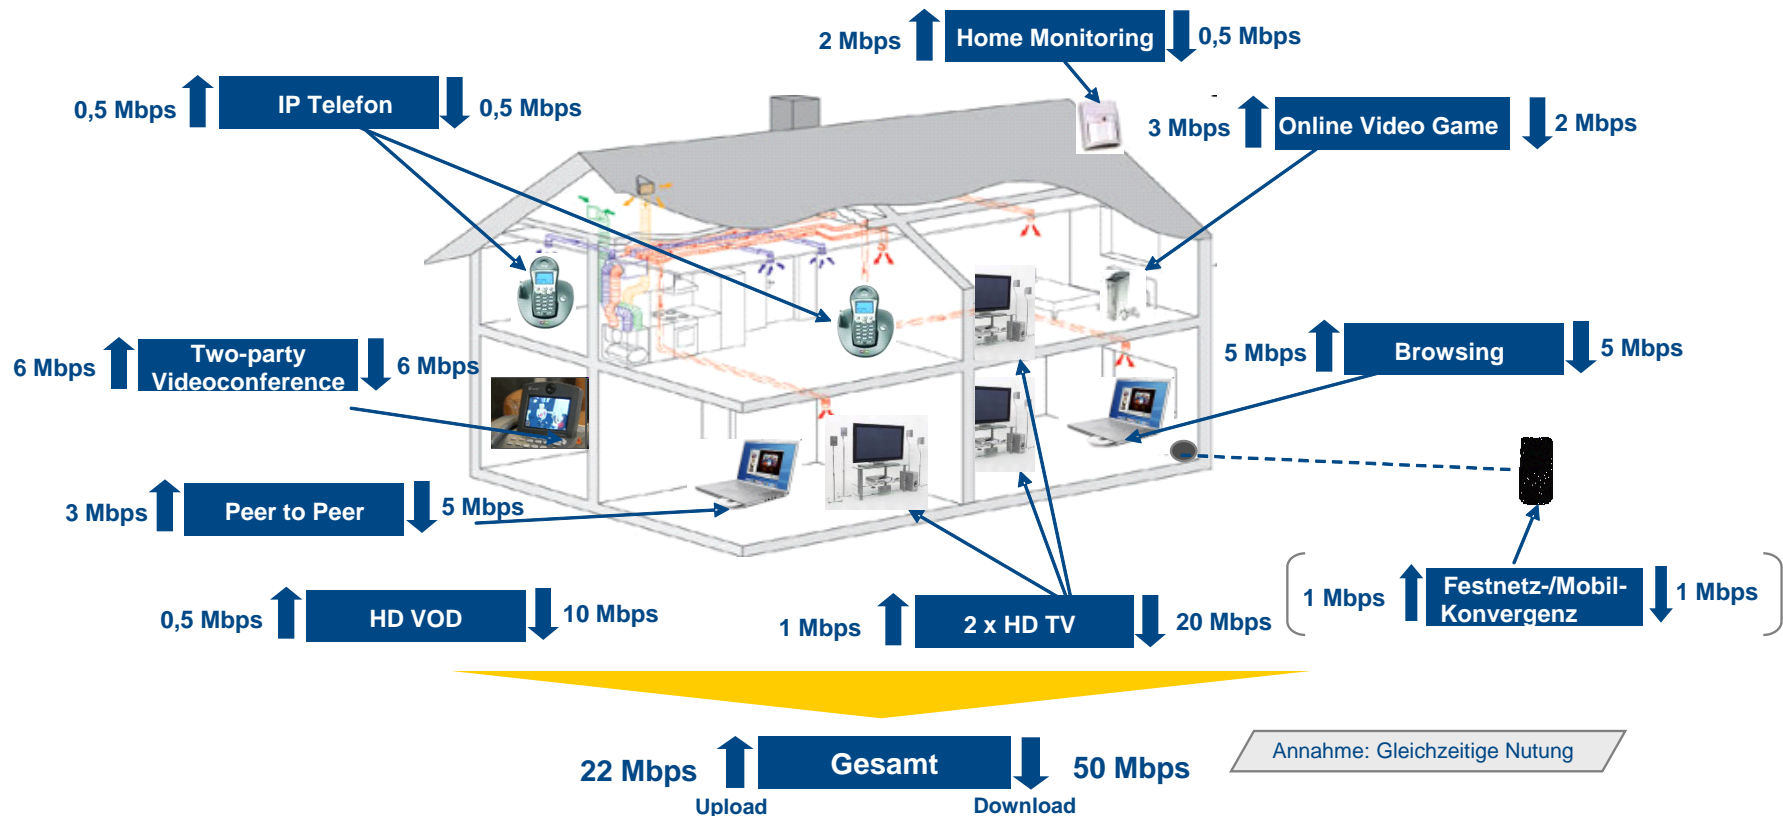 2 Mbps
Home Monitoring
0,5 Mbps
0,5 Mbps
IP Telefon
0,5 Mbps
3 Mbps
Online Video Game
2 Mbps
6 Mbps
Two-party
Videoconference
6 Mbps
5 Mbps
Browsing
5 Mbps
3 Mbps
Peer to Peer
5 Mbps
0,5 Mbps
HD VOD
10 Mbps
1 Mbps
2 x HD TV
20 Mbps
1 Mbps
Festnetz-/Mobil-
Konvergenz
1 Mbps
22 Mbps
Gesamt
50 Mbps
Upload
Download
Annahme: Gleichzeitige Nutung